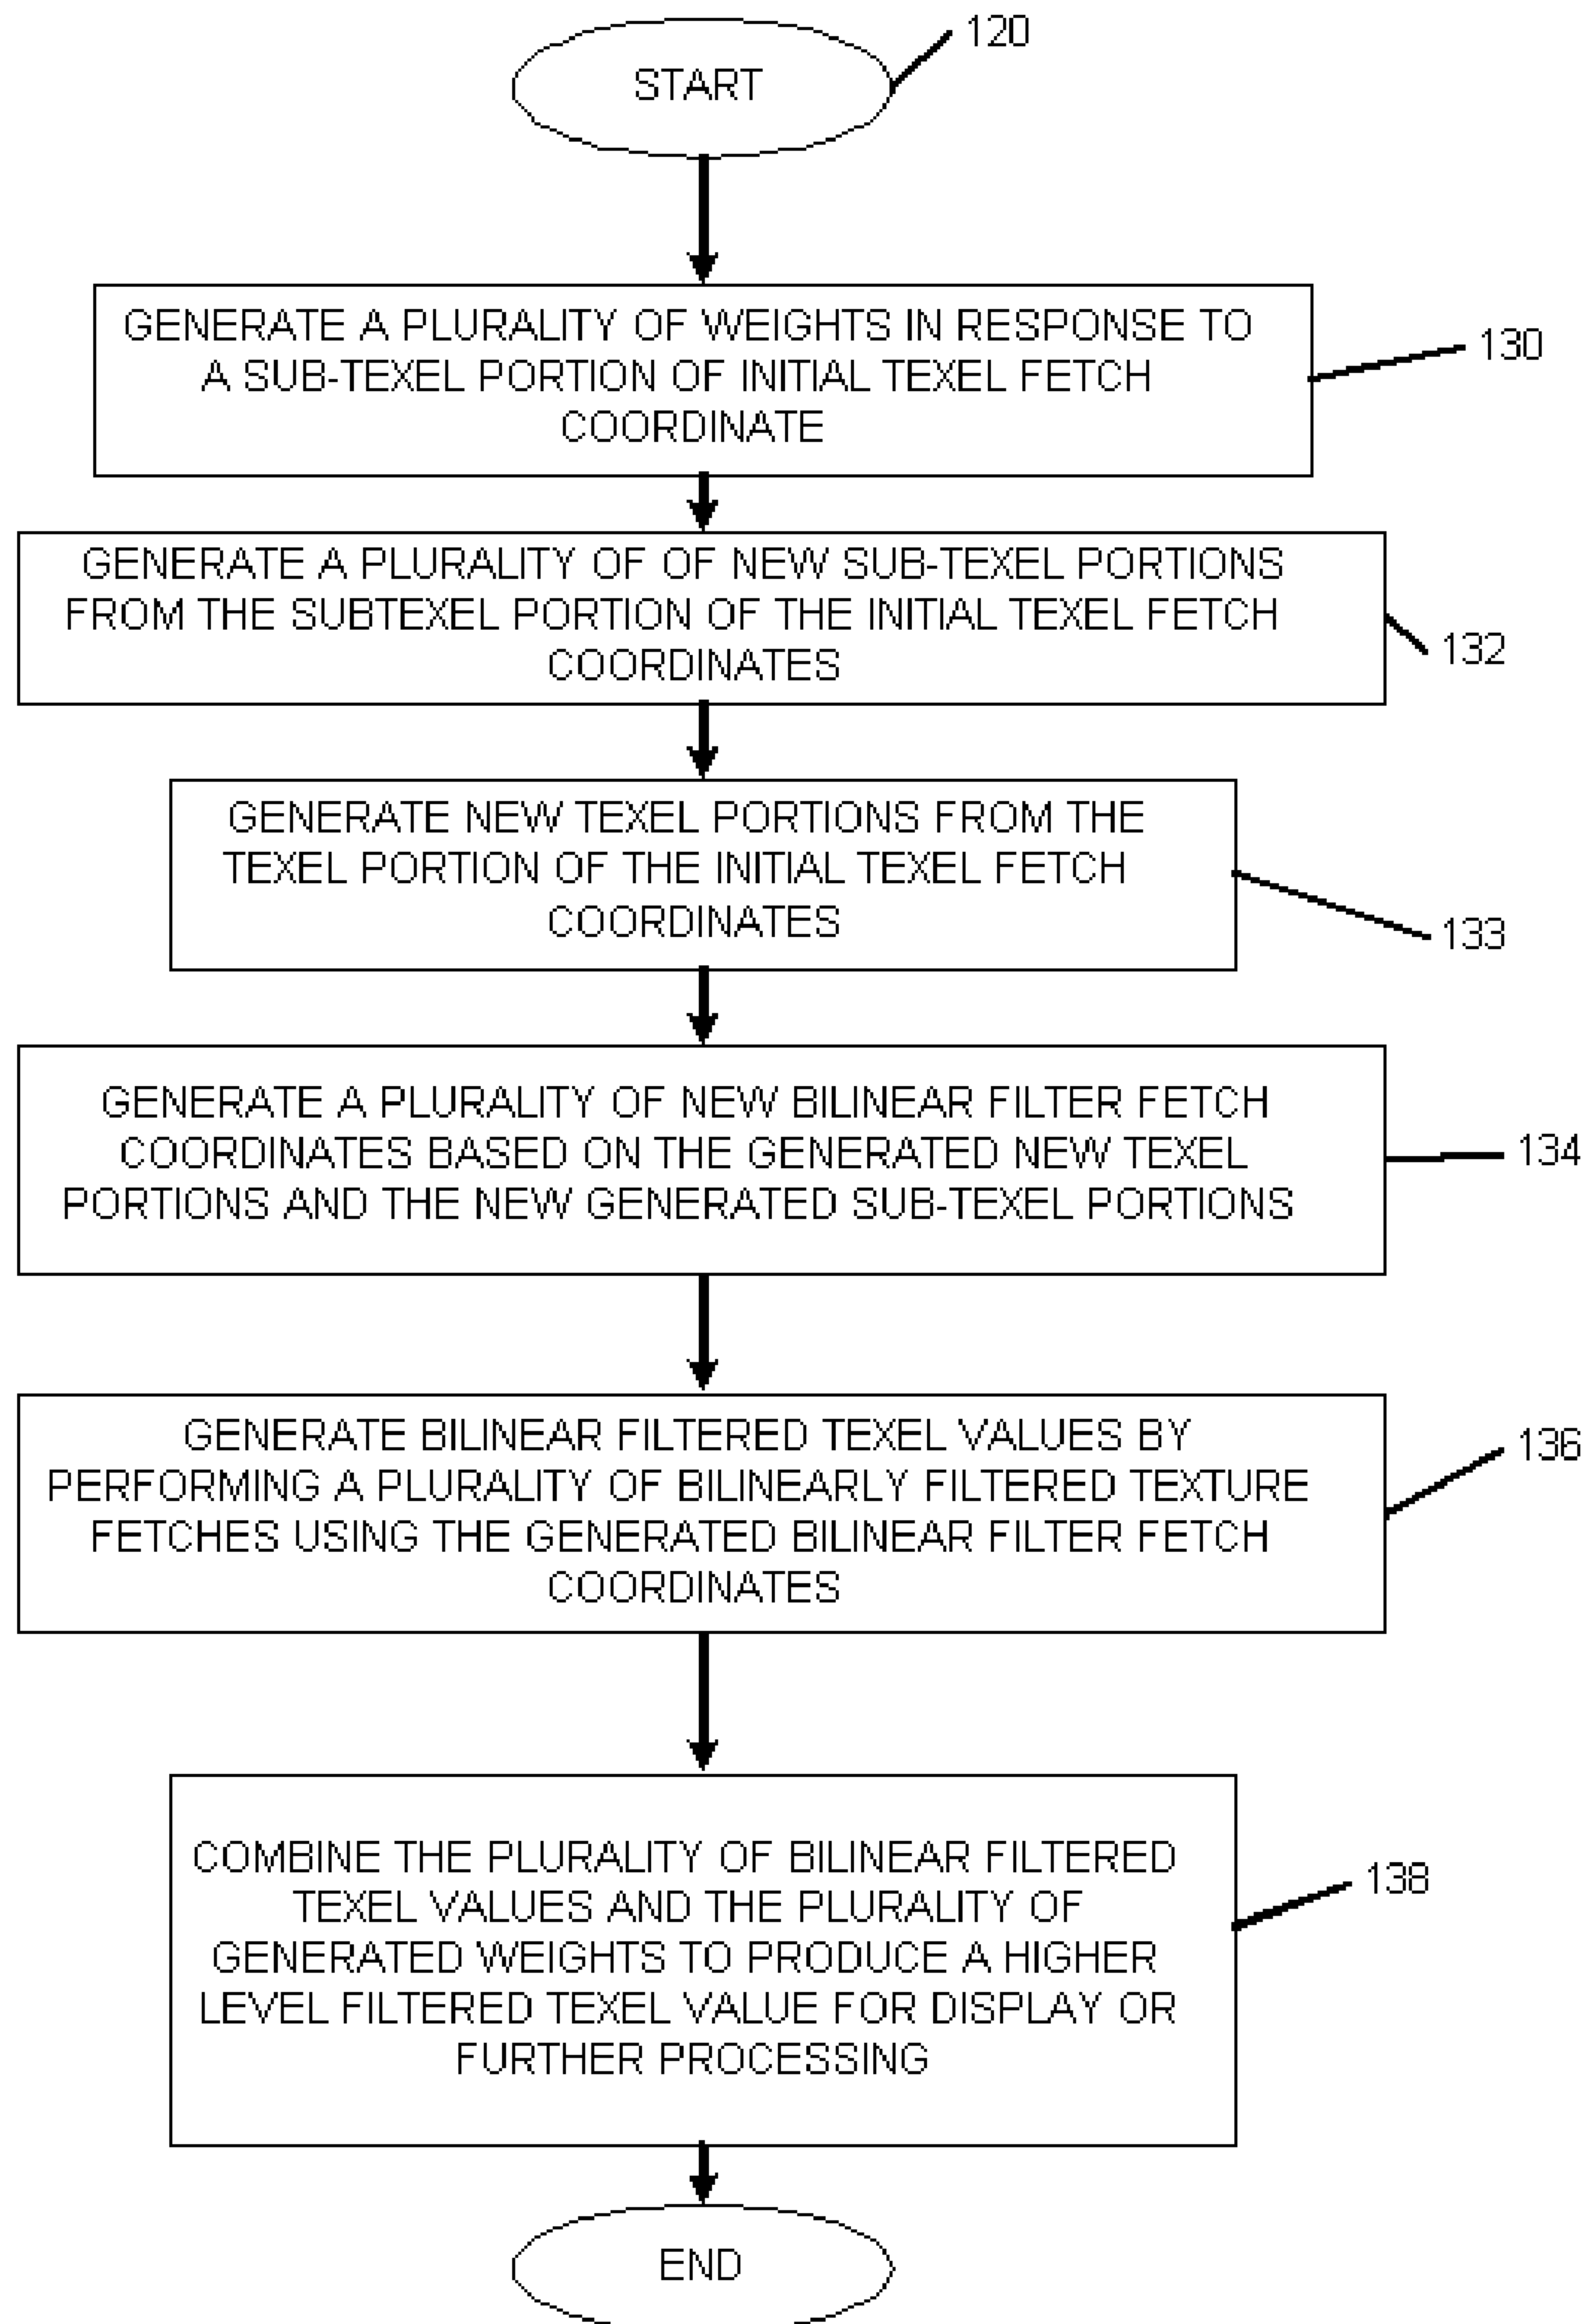 START
120
GENERATE A PLURALITY OF WEIGHTS IN RESPONSE TO
A SUB-TEXEL PORTION OF INITIAL TEXEL FETCH
COORDINATE
130
GENERATE A PLURALITY OF OF NEW SUB-TEXEL PORTIONS
FROM THE SUBTEXEL PORTION OF THE INITIAL TEXEL FETCH
COORDINATES
132
GENERATE NEW TEXEL PORTIONS FROM THE
TEXEL PORTION OF THE INITIAL TEXEL FETCH
COORDINATES
133
GENERATE A PLURALITY OF NEW BILINEAR FILTER FETCH
COORDINATES BASED ON THE GENERATED NEW TEXEL
PORTIONS AND THE NEW GENERATED SUB-TEXEL PORTIONS
134
GENERATE BILINEAR FILTERED TEXEL VALUES BY
PERFORMING A PLURALITY OF BILINEARLY FILTERED TEXTURE
FETCHES USING THE GENERATED BILINEAR FILTER FETCH
COORDINATES
136
COMBINE THE PLURALITY OF BILINEAR FILTERED
TEXEL VALUES AND THE PLURALITY OF
GENERATED WEIGHTS TO PRODUCE A HIGHER
LEVEL FILTERED TEXEL VALUE FOR DISPLAY OR
FURTHER PROCESSING
138
END